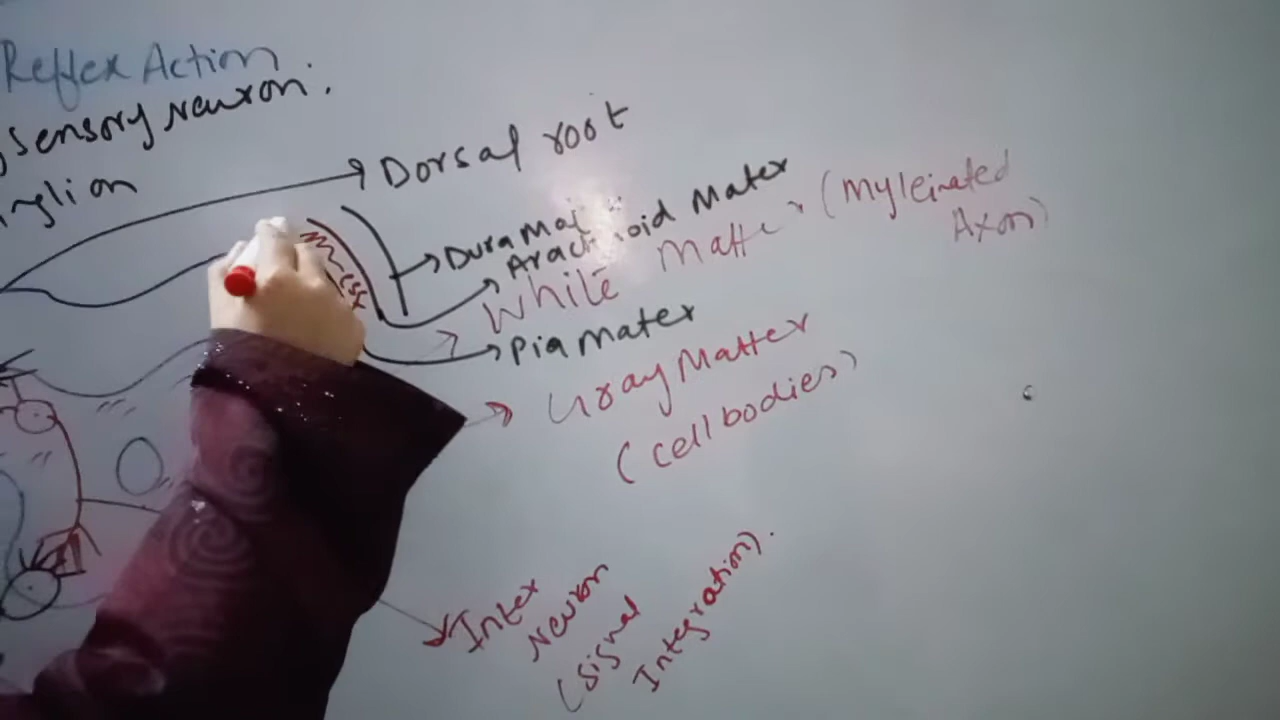 Reflex Action
Sensory Neuron.
Dorsal root
Dura Mat
Arachnoid Mater
White Matter (Myleinated
Axon)
CSF
Pia Mater
Gray Matter
(cell bodies)
Inter
Neuron
(Signal
Integration).